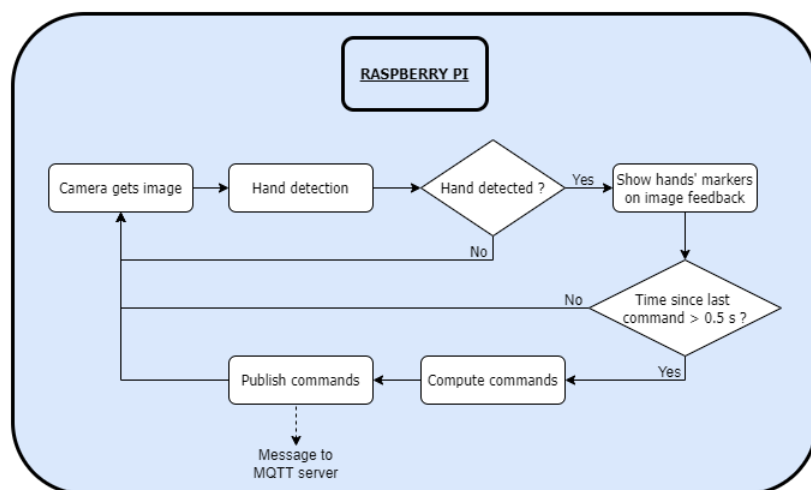 RASPBERRY PI
Camera gets image
Hand detection
Hand detected ?
Yes
Show hands' markers
on image feedback
No
No
Time since last
command > 0.5 s ?
Yes
Publish commands
Compute commands
Message to
MQTT server